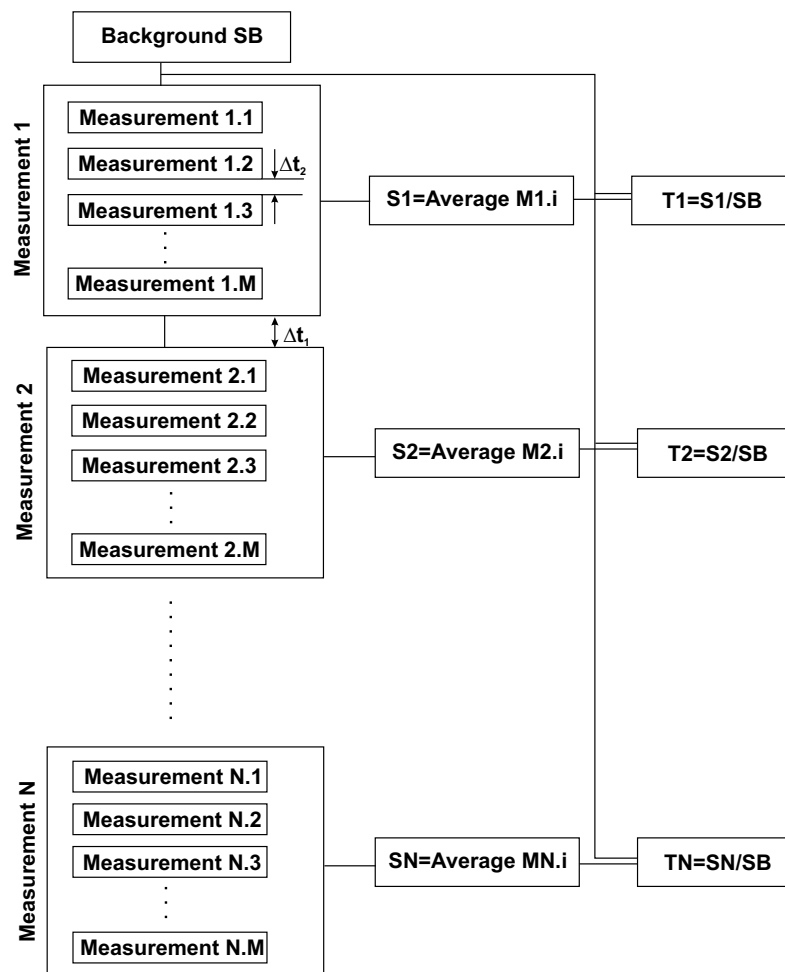 Background SB
Measurement 1
Measurement 1.1
Measurement 1.2
Δt₂
Measurement 1.3
Measurement 1.M
S1=Average M1.i
T1=S1/SB
Δt₁
Measurement 2
Measurement 2.1
Measurement 2.2
Measurement 2.3
Measurement 2.M
S2=Average M2.i
T2=S2/SB
Measurement N
Measurement N.1
Measurement N.2
Measurement N.3
Measurement N.M
SN=Average MN.i
TN=SN/SB